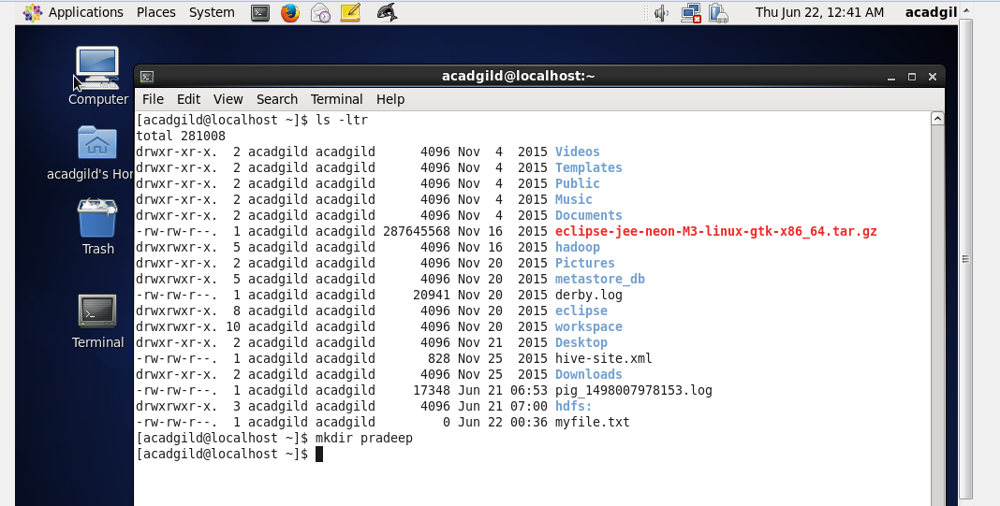 Applications Places System Thu Jun 22, 12:41 AM acadgil
Computer
acadgild's Hor
Trash
Terminal
acadgild@localhost:~
File Edit View Search Terminal Help
[acadgild@localhost ~]$ ls -ltr
total 281008
drwxr-xr-x.  2 acadgild acadgild      4096 Nov  4  2015 Videos
drwxr-xr-x.  2 acadgild acadgild      4096 Nov  4  2015 Templates
drwxr-xr-x.  2 acadgild acadgild      4096 Nov  4  2015 Public
drwxr-xr-x.  2 acadgild acadgild      4096 Nov  4  2015 Music
drwxr-xr-x.  2 acadgild acadgild      4096 Nov  4  2015 Documents
-rw-rw-r--.  1 acadgild acadgild 287645568 Nov 16  2015 eclipse-jee-neon-M3-linux-gtk-x86_64.tar.gz
drwxrwxr-x.  5 acadgild acadgild      4096 Nov 16  2015 hadoop
drwxr-xr-x.  2 acadgild acadgild      4096 Nov 20  2015 Pictures
drwxrwxr-x.  5 acadgild acadgild      4096 Nov 20  2015 metastore_db
-rw-rw-r--.  1 acadgild acadgild     20941 Nov 20  2015 derby.log
drwxrwxr-x.  8 acadgild acadgild      4096 Nov 20  2015 eclipse
drwxrwxr-x. 10 acadgild acadgild      4096 Nov 20  2015 workspace
drwxr-xr-x.  2 acadgild acadgild      4096 Nov 21  2015 Desktop
-rw-rw-r--.  1 acadgild acadgild       828 Nov 25  2015 hive-site.xml
drwxr-xr-x.  2 acadgild acadgild      4096 Nov 25  2015 Downloads
-rw-rw-r--.  1 acadgild acadgild     17348 Jun 21 06:53 pig_1498007978153.log
drwxrwxr-x.  3 acadgild acadgild      4096 Jun 21 07:00 hdfs:
-rw-rw-r--.  1 acadgild acadgild         0 Jun 22 00:36 myfile.txt
[acadgild@localhost ~]$ mkdir pradeep
[acadgild@localhost ~]$